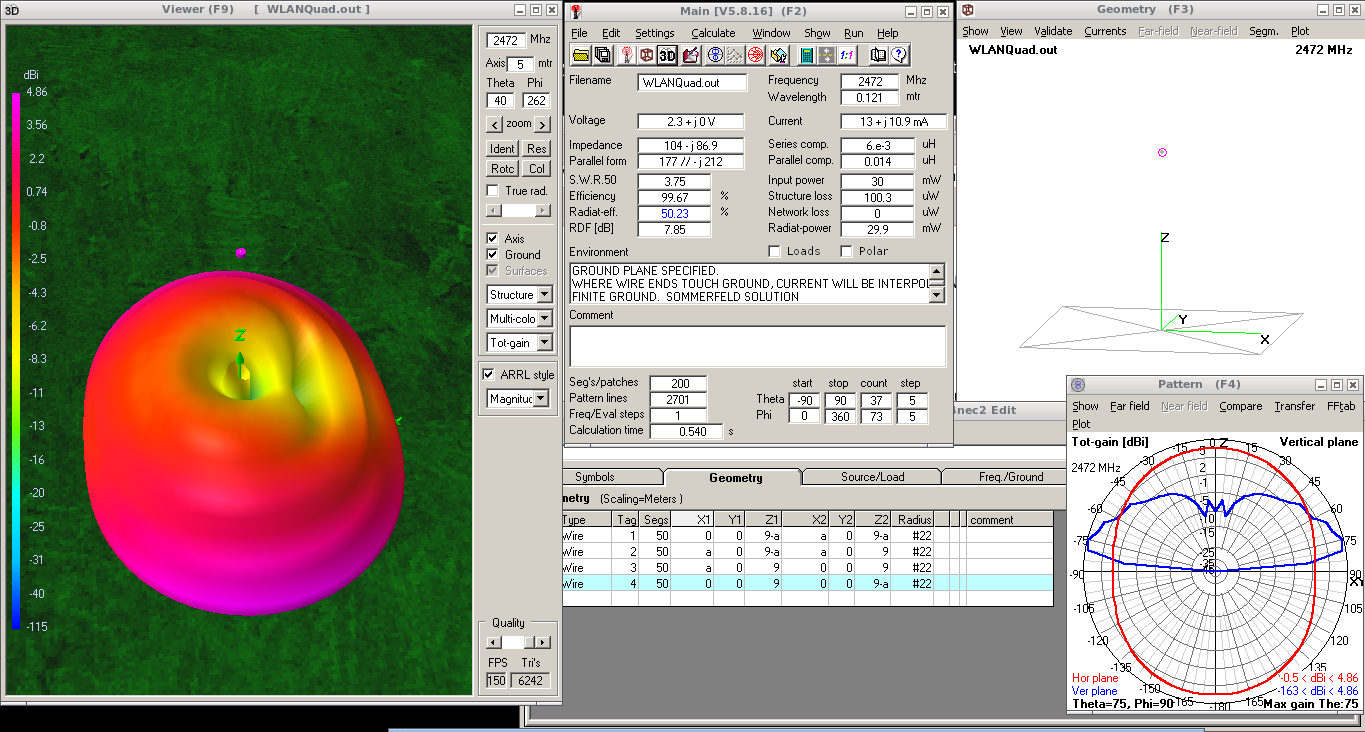 3D Viewer (F9) [ WLANQuad.out ]
dBi
4.86
3.56
2.2
0.74
-0.8
-2.5
-4.3
-6.2
-8.3
-11
-13
-16
-20
-25
-31
-40
-115
Z
2472 Mhz
Axis 5 mtr
Theta Phi
40 262
< zoom >
Ident Res
Rotc Col
True rad.
Axis
Ground
Surfaces
Structure
Multi-colo
Tot-gain
ARRL style
Magnituc
Quality
FPS Tri's
150 6242
Main [V5.8.16] (F2)
File Edit Settings Calculate Window Show Run Help
3D 1:1
Filename WLANQuad.out Frequency 2472 Mhz
Wavelength 0.121 mtr
Voltage 2.3 + j 0 V Current 13 + j 10.9 mA
Impedance 104 - j 86.9 Series comp. 6.e-3 uH
Parallel form 177 // - j 212 Parallel comp. 0.014 uH
S.W.R.50 3.75 Input power 30 mW
Efficiency 99.67 % Structure loss 100.3 uW
Radiat-eff. 50.23 % Network loss 0 uW
RDF [dB] 7.85 Radiat-power 29.9 mW
Environment Loads Polar
GROUND PLANE SPECIFIED.
WHERE WIRE ENDS TOUCH GROUND, CURRENT WILL BE INTERPOL
FINITE GROUND. SOMMERFELD SOLUTION
Comment
Seg's/patches 200 start stop count step
Pattern lines 2701 Theta -90 90 37 5
Freq/Eval steps 1 Phi 0 360 73 5
Calculation time 0.540 s
Geometry (F3)
Show View Validate Currents Far-field Near-field Segm. Plot
WLANQuad.out 2472 MHz
Z
Y
X
4nec2 Edit
Symbols Geometry Source/Load Freq./Ground
metry (Scaling=Meters )
Type Tag Segs X1 Y1 Z1 X2 Y2 Z2 Radius comment
Wire 1 50 0 0 9-a a 0 9-a #22
Wire 2 50 a 0 9-a a 0 9 #22
Wire 3 50 a 0 9 0 0 9 #22
Wire 4 50 0 0 9 0 0 9-a #22
Pattern (F4)
Show Far field Near field Compare Transfer FFtab
Plot
Tot-gain [dBi] Vertical plane
2472 MHz
-15 0 Z 15
-30 30
-45 45
-60 60
-75 75
-90 90 XY
-105 105
-120 120
-135 135
-150 150
-165 -180 165
5
2
-1
-5
-10
-15
-25
-35
Hor plane -0.5 < dBi < 4.86
Ver plane -163 < dBi < 4.86
Theta=75, Phi=90 Max gain The:75